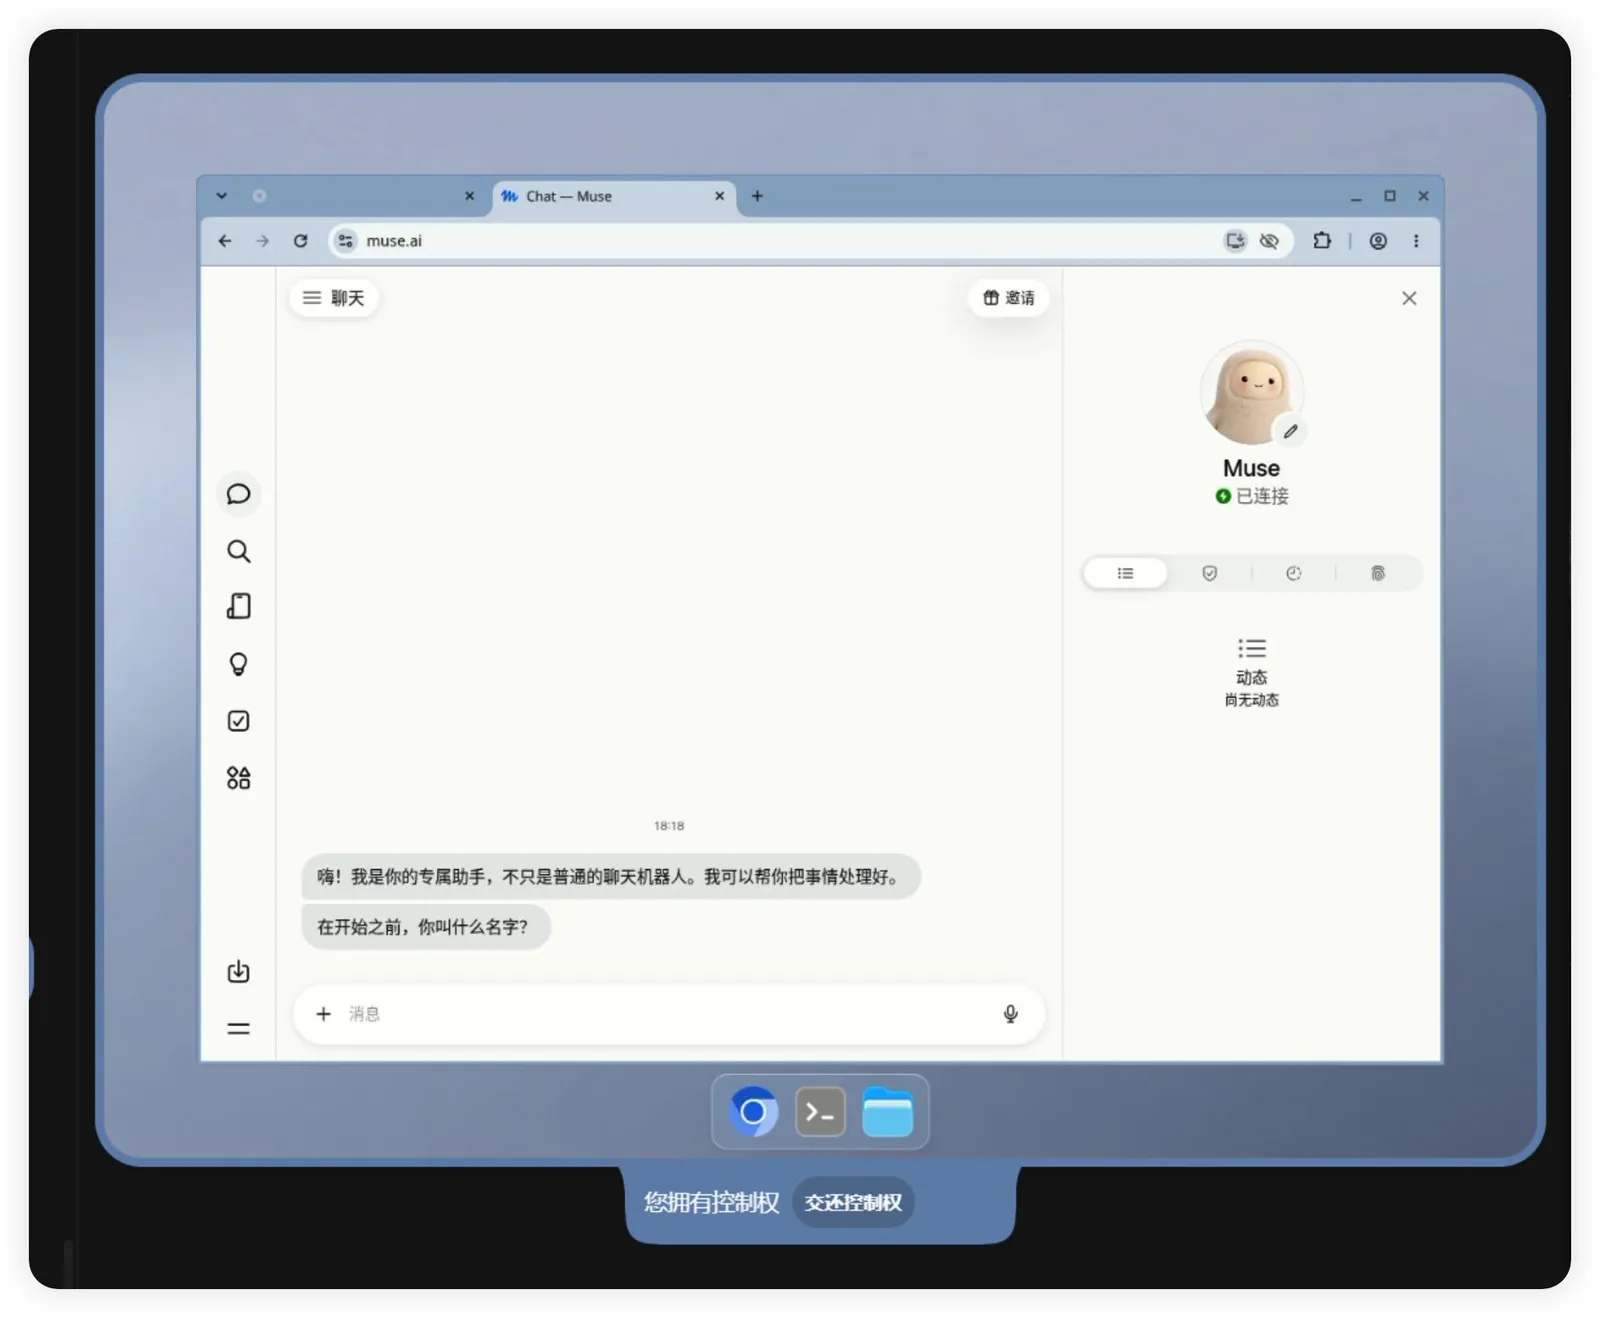 Chat — Muse
muse.ai
聊天
邀请
Muse
已连接
动态
尚无动态
18:18
嗨！我是你的专属助手，不只是普通的聊天机器人。我可以帮你把事情处理好。
在开始之前，你叫什么名字？
消息
您拥有控制权
交还控制权